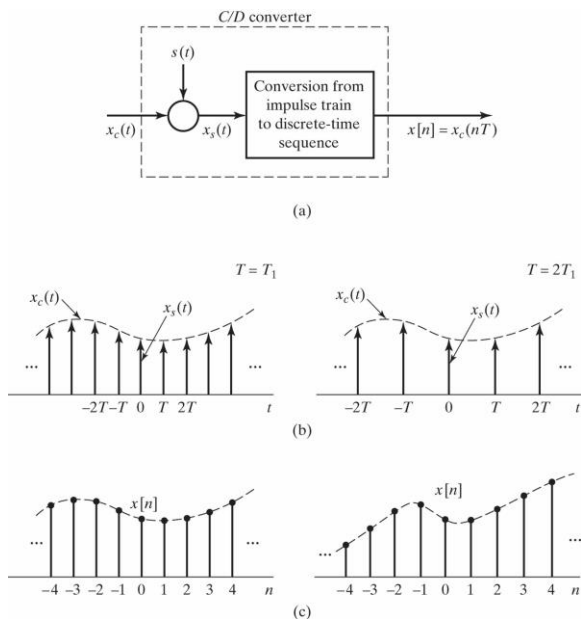 C/D converter
s(t)
Conversion from
impulse train
to discrete-time
sequence
x_c(t)
x_s(t)
x[n] = x_c(nT)
(a)
T = T_1
x_c(t)
x_s(t)
...
...
-2T -T 0 T 2T t
T = 2T_1
x_c(t)
x_s(t)
...
...
-2T -T 0 T 2T t
(b)
x[n]
...
...
-4 -3 -2 -1 0 1 2 3 4 n
x[n]
...
...
-4 -3 -2 -1 0 1 2 3 4 n
(c)